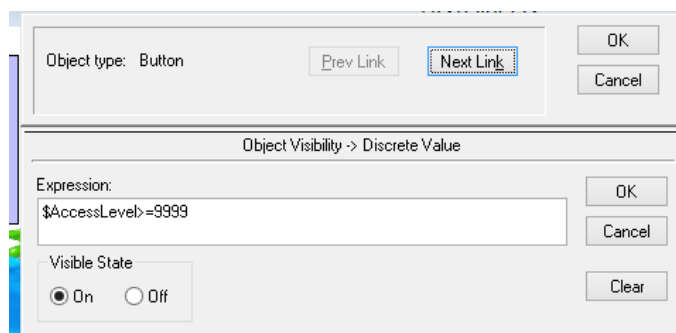 OK
Object type: Button
Prev Link
Next Link
Cancel
Object Visibility -> Discrete Value
Expression:
OK
$AccessLevel>=9999
Cancel
Visible State
On
Off
Clear